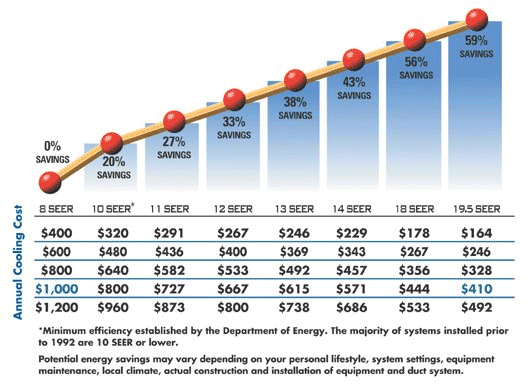 0%
SAVINGS
20%
SAVINGS
27%
SAVINGS
33%
SAVINGS
38%
SAVINGS
43%
SAVINGS
56%
SAVINGS
59%
SAVINGS
Annual Cooling Cost
8 SEER 10 SEER* 11 SEER 12 SEER 13 SEER 14 SEER 18 SEER 19.5 SEER
$400 $320 $291 $267 $246 $229 $178 $164
$600 $480 $436 $400 $369 $343 $267 $246
$800 $640 $582 $533 $492 $457 $356 $328
$1,000 $800 $727 $667 $615 $571 $444 $410
$1,200 $960 $873 $800 $738 $686 $533 $492
*Minimum efficiency established by the Department of Energy. The majority of systems installed prior
to 1992 are 10 SEER or lower.
Potential energy savings may vary depending on your personal lifestyle, system settings, equipment
maintenance, local climate, actual construction and installation of equipment and duct system.